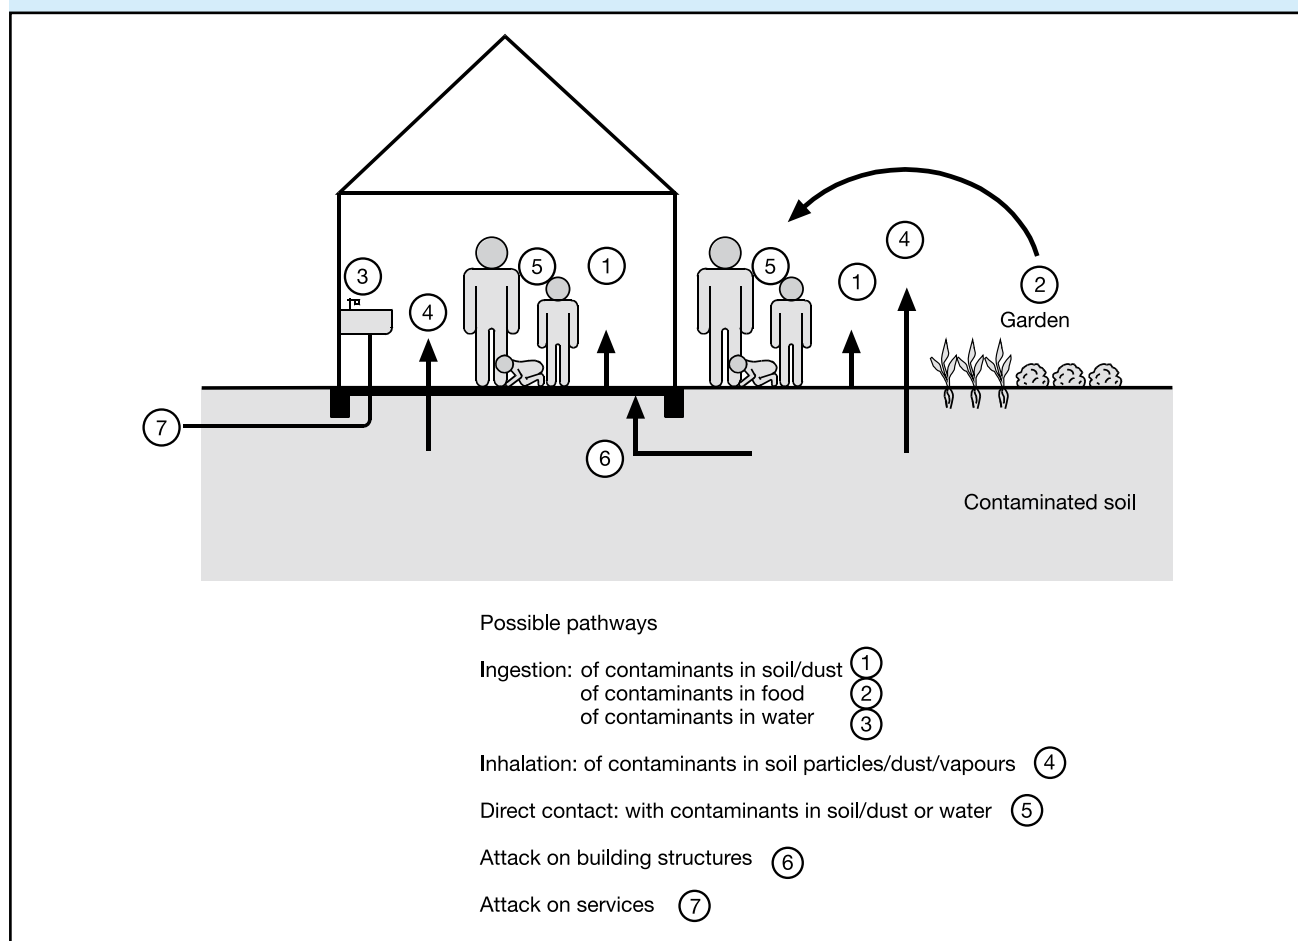 3
4
5
1
5
1
4
2
Garden
7
6
Contaminated soil
Possible pathways
Ingestion: of contaminants in soil/dust 1
of contaminants in food 2
of contaminants in water 3
Inhalation: of contaminants in soil particles/dust/vapours 4
Direct contact: with contaminants in soil/dust or water 5
Attack on building structures 6
Attack on services 7